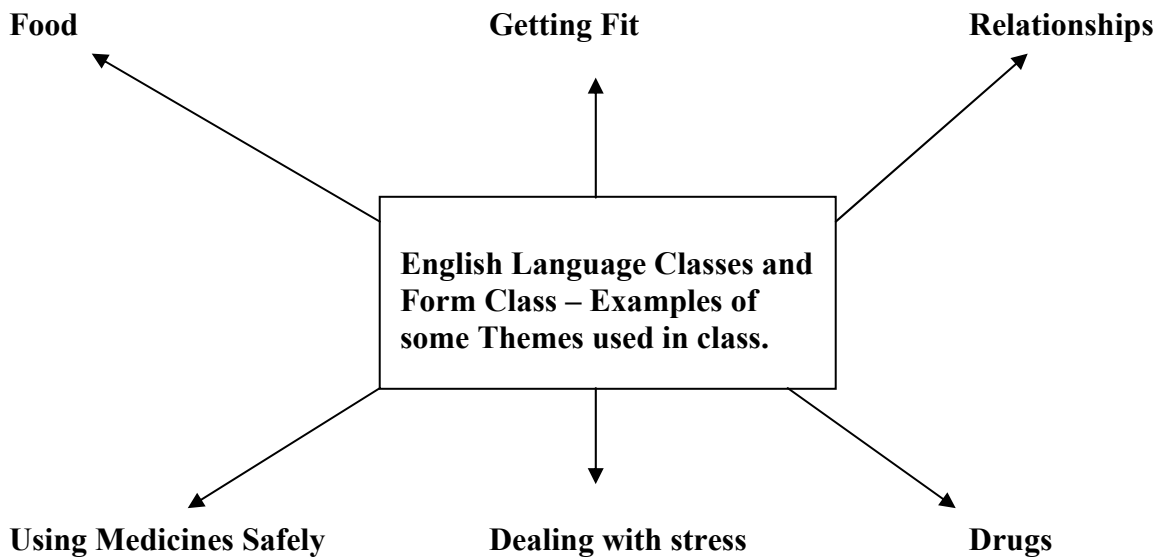 Food
Getting Fit
Relationships
English Language Classes and
Form Class – Examples of
some Themes used in class.
Using Medicines Safely
Dealing with stress
Drugs